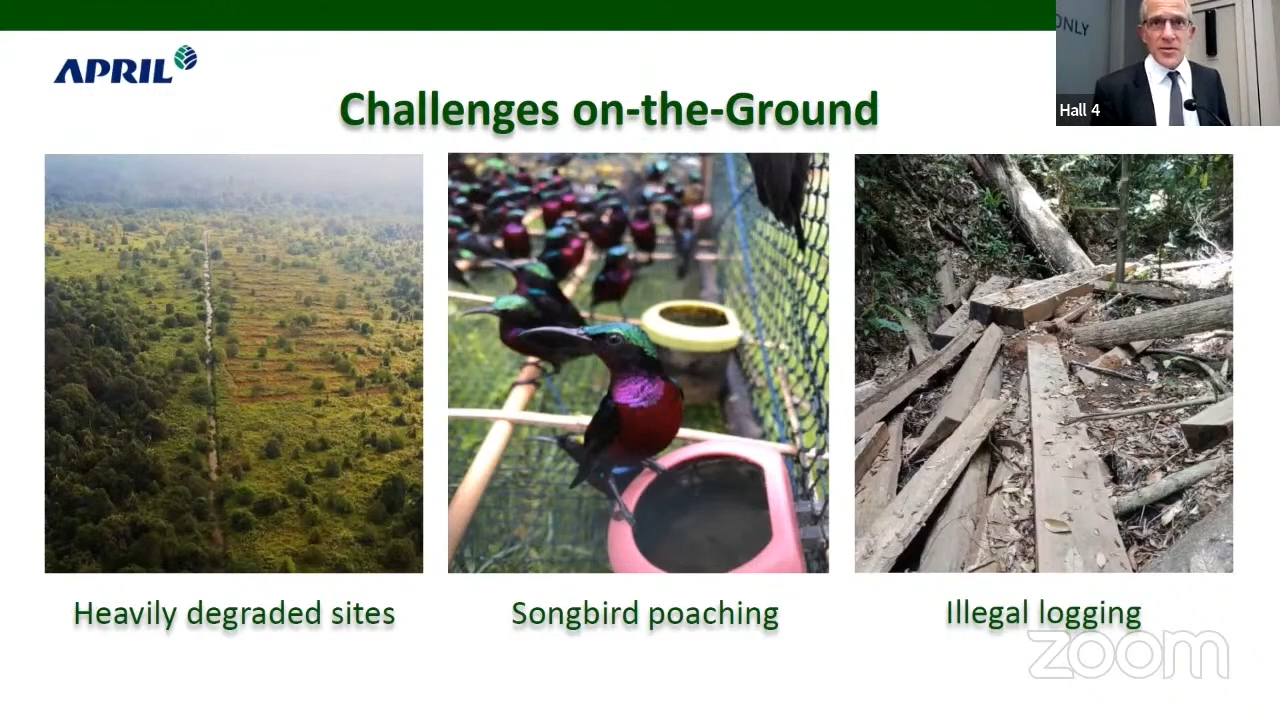 APRIL
ONLY
Hall 4
Challenges on-the-Ground
Heavily degraded sites
Songbird poaching
Illegal logging
zoom